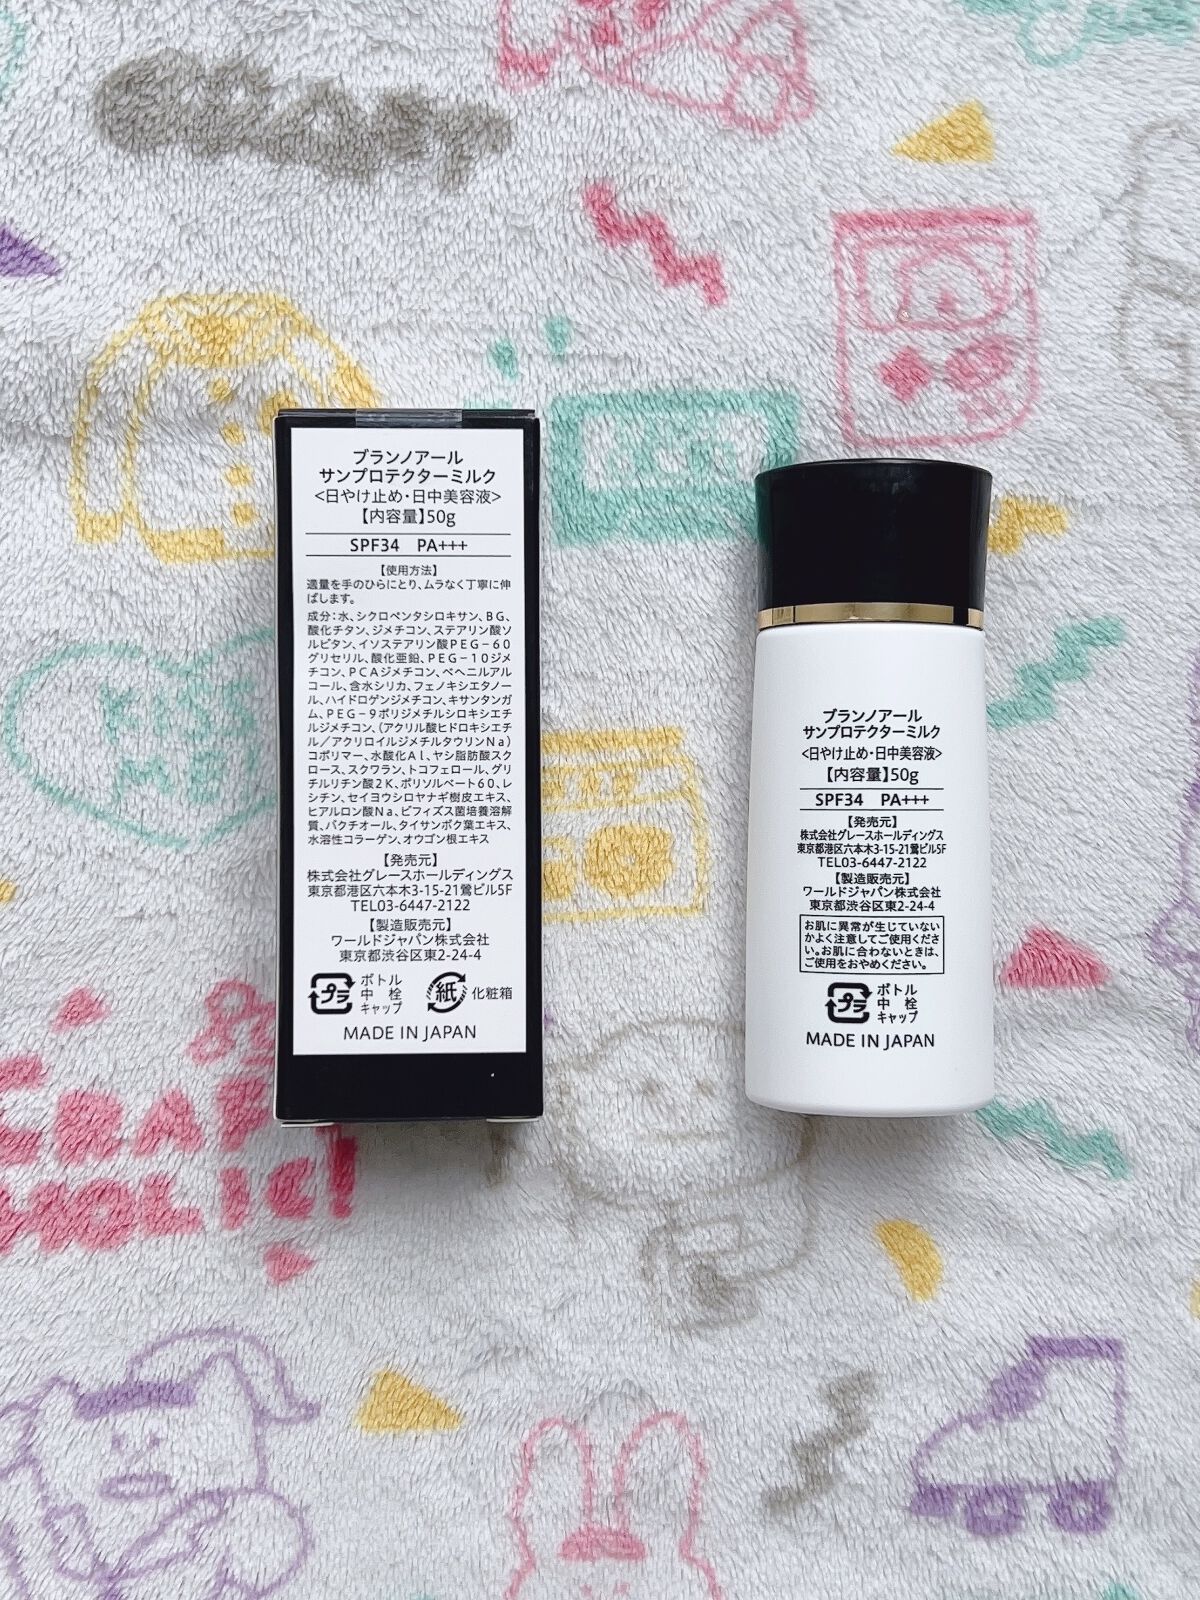 ブランノアール
サンプロテクターミルク
<日やけ止め・日中美容液>
【内容量】50g
SPF34 PA+++
【使用方法】
適量を手のひらにとり、ムラなく丁寧に伸
ばします。
成分：水、シクロペンタシロキサン、BG、
酸化チタン、ジメチコン、ステアリン酸ソ
ルビタン、イソステアリン酸PEG－60
グリセリル、酸化亜鉛、PEG－10ジメ
チコン、PCAジメチコン、ベヘニルアル
コール、含水シリカ、フェノキシエタノー
ル、ハイドロゲンジメチコン、キサンタンガ
ム、PEG－9ポリジメチルシロキシエチ
ルジメチコン、（アクリル酸ヒドロキシエチ
ル／アクリロイルジメチルタウリンNa）
コポリマー、水酸化Al、ヤシ脂肪酸スク
ロース、スクワラン、トコフェロール、グリ
チルリチン酸2K、ポリソルベート60、レ
シチン、セイヨウシロヤナギ樹皮エキス、
ヒアルロン酸Na、ビフィズス菌培養溶解
質、バクチオール、タイサンボク葉エキス、
水溶性コラーゲン、オウゴン根エキス
【発売元】
株式会社グレースホールディングス
東京都港区六本木3-15-21鶯ビル5F
TEL03-6447-2122
【製造販売元】
ワールドジャパン株式会社
東京都渋谷区東2-24-4
プラ ボトル
中 栓
キャップ
紙 化粧箱
MADE IN JAPAN
ブランノアール
サンプロテクターミルク
<日やけ止め・日中美容液>
【内容量】50g
SPF34 PA+++
【発売元】
株式会社グレースホールディングス
東京都港区六本木3-15-21鶯ビル5F
TEL03-6447-2122
【製造販売元】
ワールドジャパン株式会社
東京都渋谷区東2-24-4
お肌に異常が生じていない
かよく注意してご使用くださ
い。お肌に合わないときは、
ご使用をおやめください。
プラ ボトル
中 栓
キャップ
MADE IN JAPAN
HOLIC!